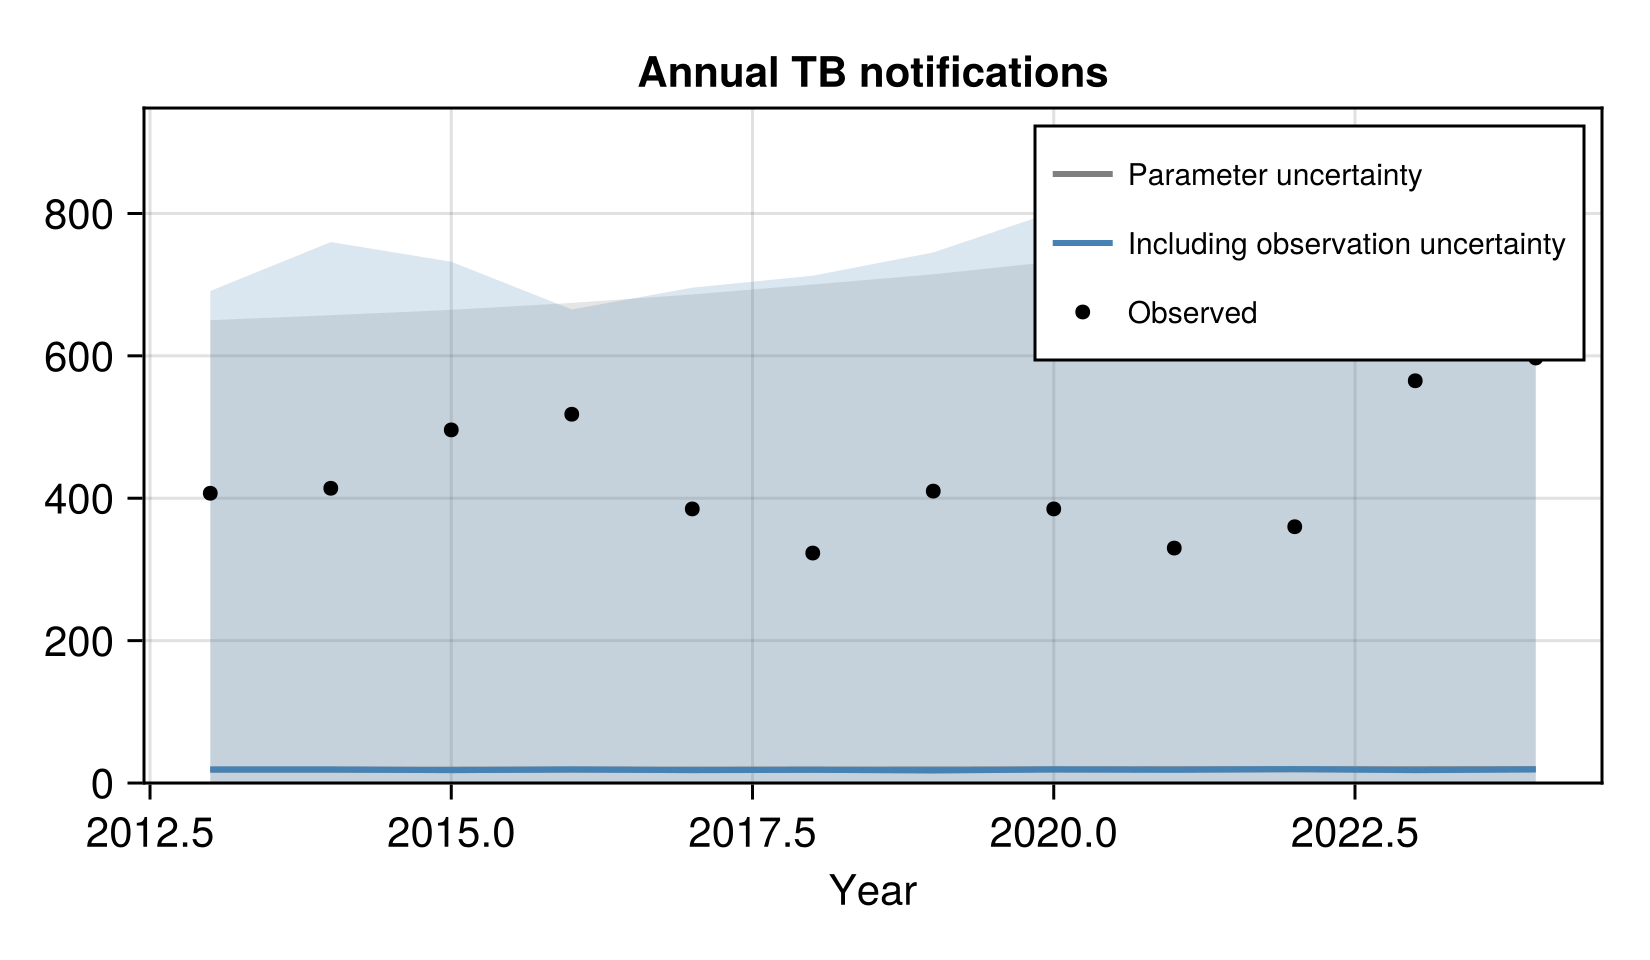 Annual TB notifications
Parameter uncertainty
Including observation uncertainty
Observed
800
600
400
200
0
2012.5 2015.0 2017.5 2020.0 2022.5
Year